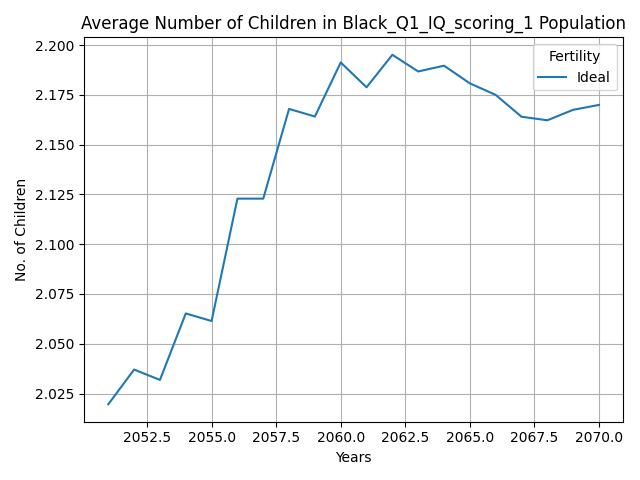 Average Number of Children in Black_Q1_IQ_scoring_1 Population
Fertility
Ideal
No. of Children
2.200
2.175
2.150
2.125
2.100
2.075
2.050
2.025
2052.5 2055.0 2057.5 2060.0 2062.5 2065.0 2067.5 2070.0
Years